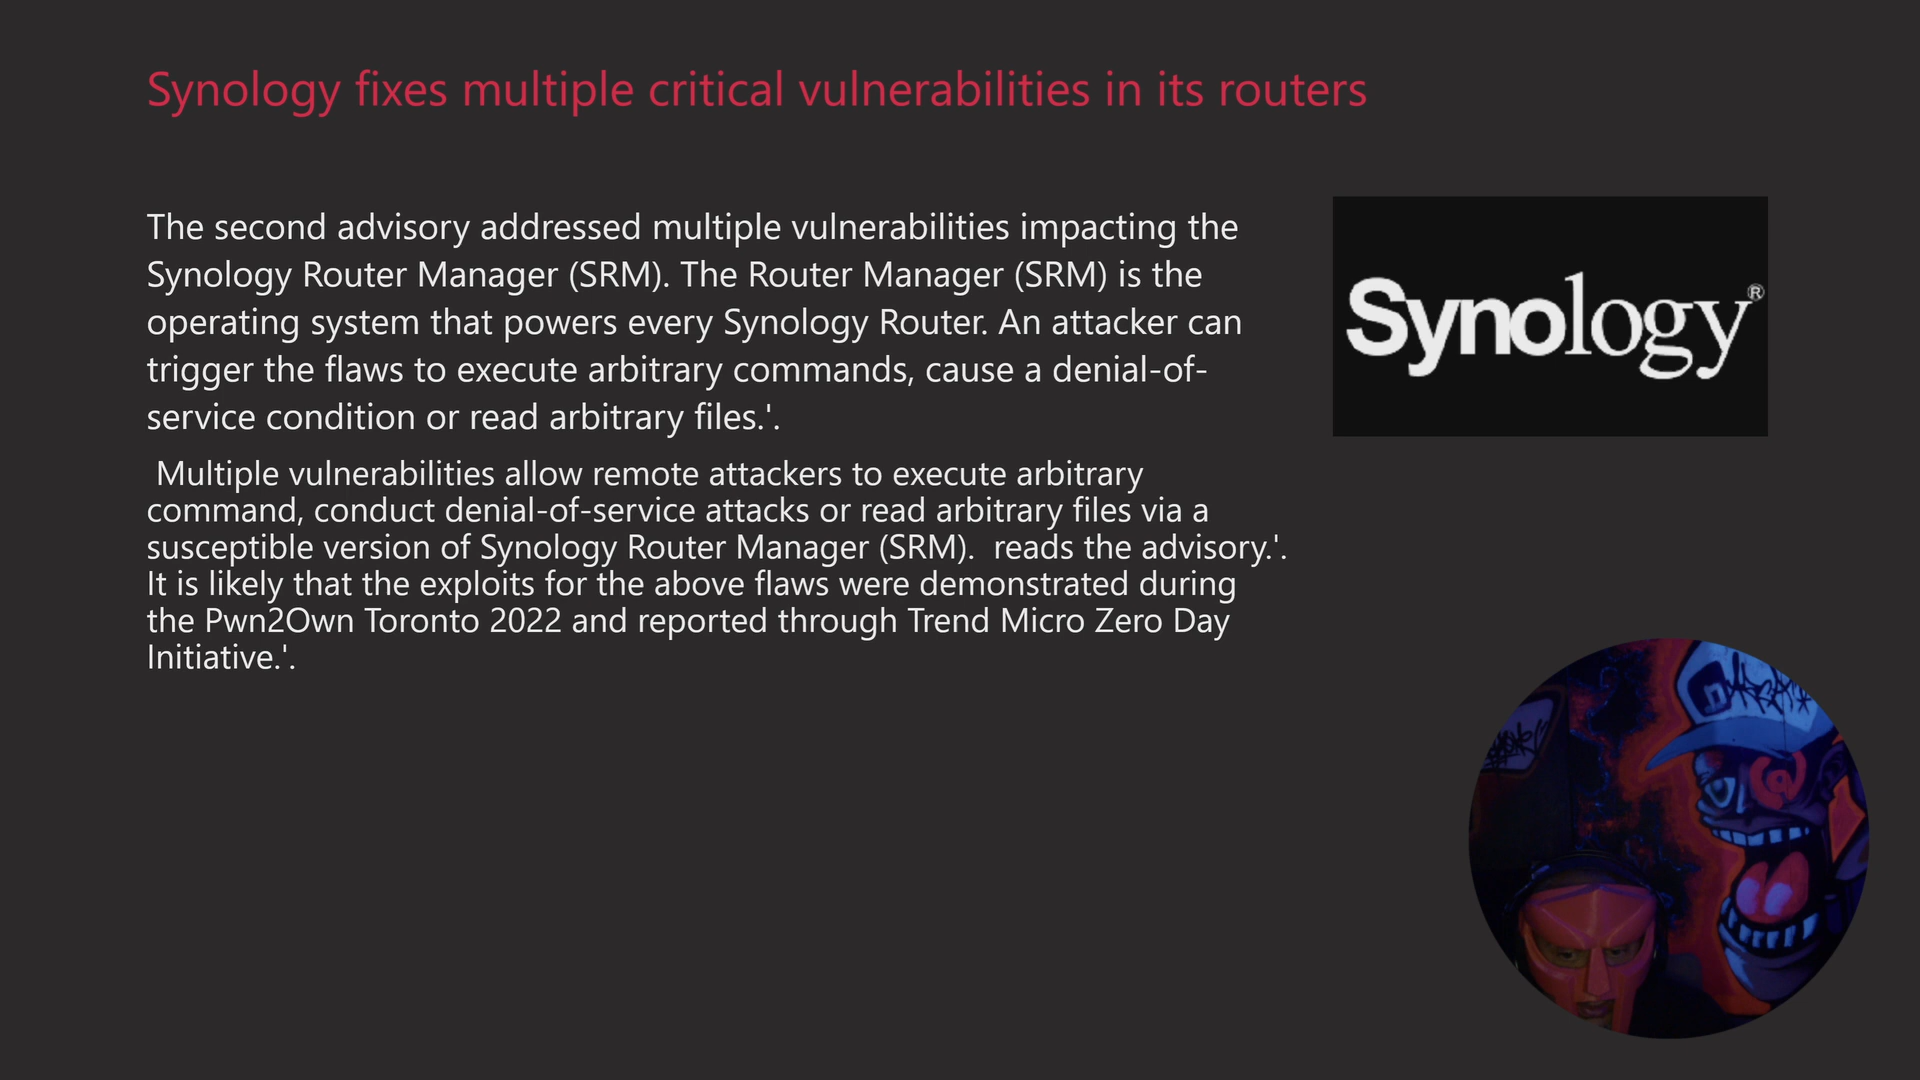 Synology fixes multiple critical vulnerabilities in its routers
The second advisory addressed multiple vulnerabilities impacting the
Synology Router Manager (SRM). The Router Manager (SRM) is the
operating system that powers every Synology Router. An attacker can
trigger the flaws to execute arbitrary commands, cause a denial-of-
service condition or read arbitrary files.'.
Synology®
Multiple vulnerabilities allow remote attackers to execute arbitrary
command, conduct denial-of-service attacks or read arbitrary files via a
susceptible version of Synology Router Manager (SRM).  reads the advisory.'.
It is likely that the exploits for the above flaws were demonstrated during
the Pwn2Own Toronto 2022 and reported through Trend Micro Zero Day
Initiative.'.